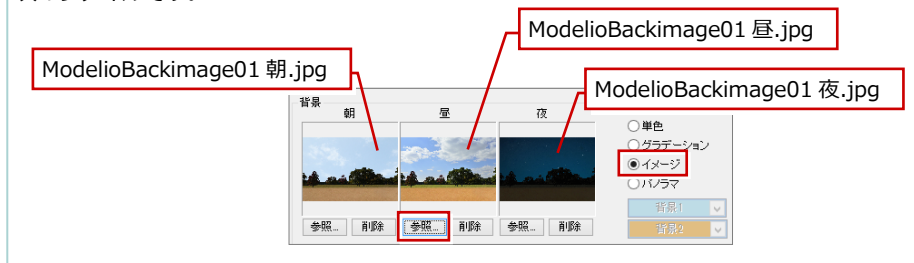 ModelioBackimage01 昼.jpg
ModelioBackimage01 朝.jpg
ModelioBackimage01 夜.jpg
背景
朝 昼 夜
単色
グラデーション
イメージ
パノラマ
背景1
背景2
参照... 削除 参照... 削除 参照... 削除